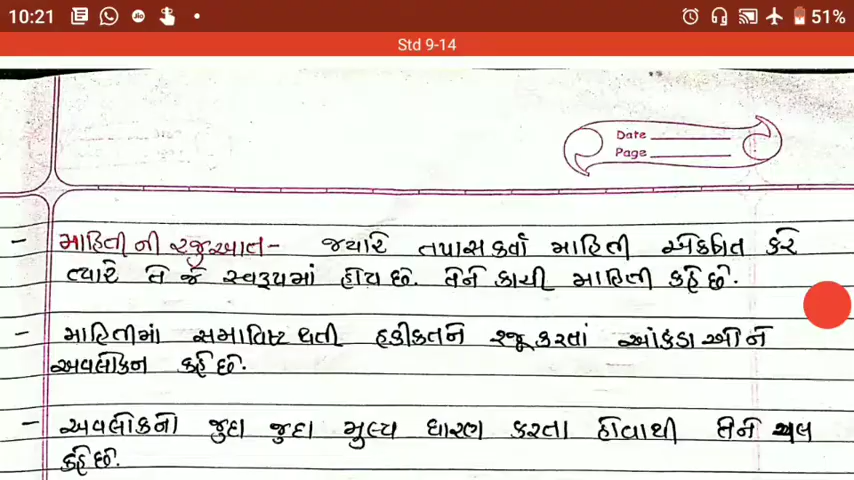 10:21
51%
Std 9-14
Date
Page
- માહિતી ની રજુઆત - જ્યારે તપાસકર્તા માહિતી એકત્રિત કરે
ત્યારે તે જે સ્વરૂપમાં હોય છે. તેને કાચી માહિતી કહે છે.
- માહિતીમાં સમાવિષ્ટ થતી હકીકતને રજૂ કરતાં આંકડાઓને
અવલોકન કહે છે.
- અવલોકનો જુદા જુદા મુલ્ય ધારણ કરતા હોવાથી તેને ચલ
કહે છે.